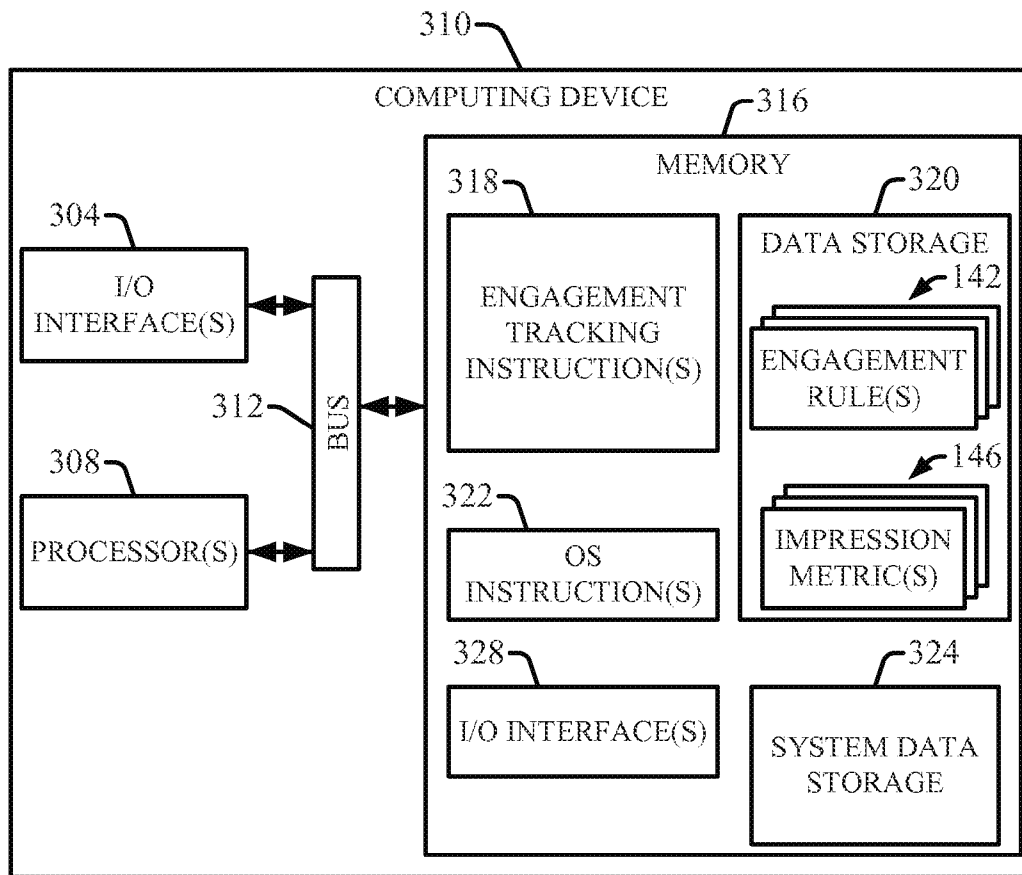 310
COMPUTING DEVICE
316
MEMORY
318
320
304
DATA STORAGE
I/O
INTERFACE(S)
ENGAGEMENT
TRACKING
INSTRUCTION(S)
142
ENGAGEMENT
RULE(S)
312
BUS
308
146
PROCESSOR(S)
322
OS
INSTRUCTION(S)
IMPRESSION
METRIC(S)
328
324
I/O INTERFACE(S)
SYSTEM DATA
STORAGE